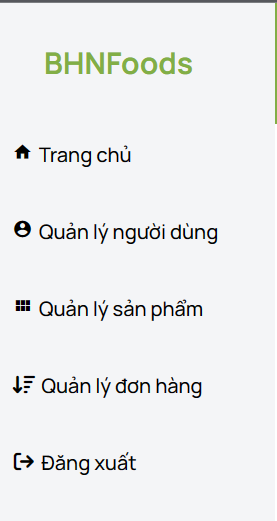 BHNFoods
Trang chủ
Quản lý người dùng
Quản lý sản phẩm
Quản lý đơn hàng
Đăng xuất